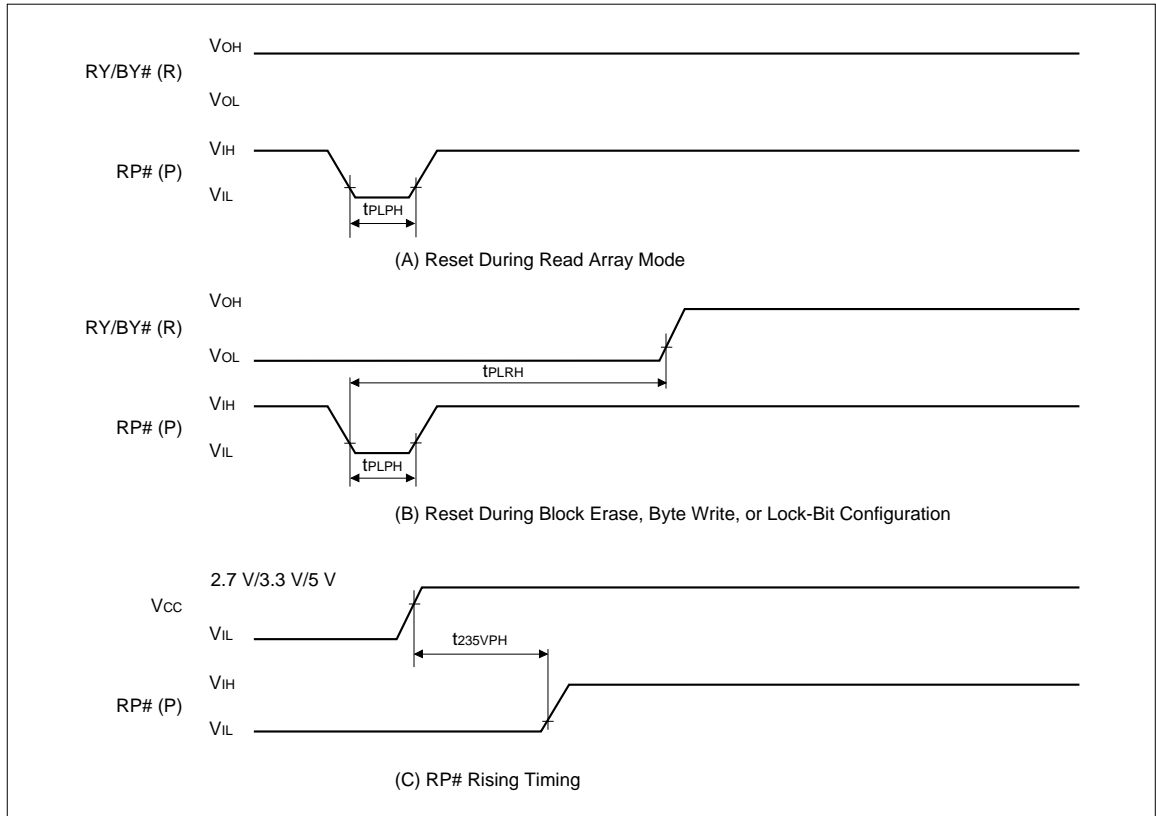 VOH
RY/BY# (R)
VOL
VIH
RP# (P)
VIL
tPLPH
(A) Reset During Read Array Mode
VOH
RY/BY# (R)
VOL
tPLRH
VIH
RP# (P)
VIL
tPLPH
(B) Reset During Block Erase, Byte Write, or Lock-Bit Configuration
2.7 V/3.3 V/5 V
VCC
VIL
t235VPH
VIH
RP# (P)
VIL
(C) RP# Rising Timing